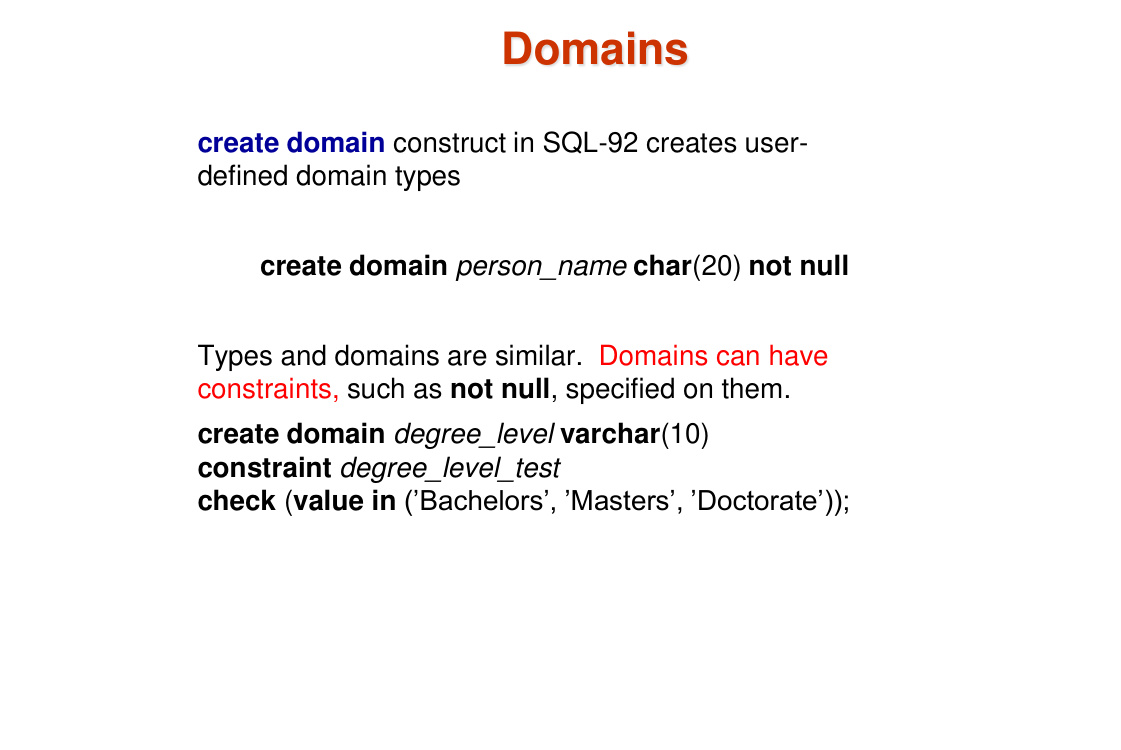 Domains
create domain construct in SQL-92 creates user-
defined domain types
create domain person_name char(20) not null
Types and domains are similar.  Domains can have
constraints, such as not null, specified on them.
create domain degree_level varchar(10)
constraint degree_level_test
check (value in (’Bachelors’, ’Masters’, ’Doctorate’));